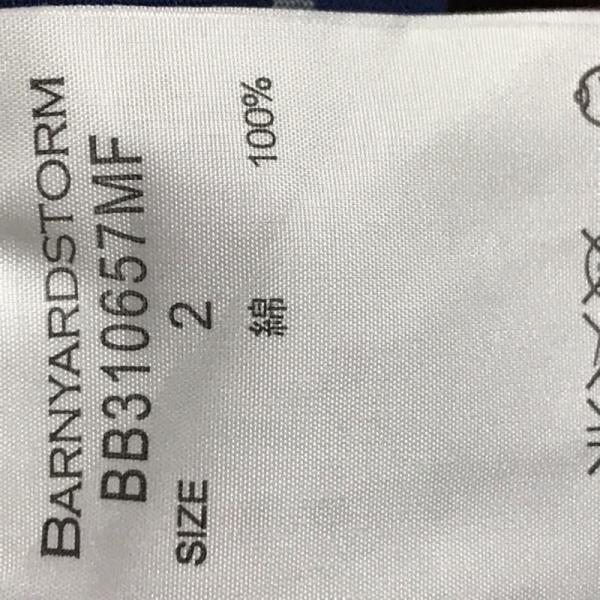 BARNYARDSTORM
BB310657MF
SIZE 2
綿 100%